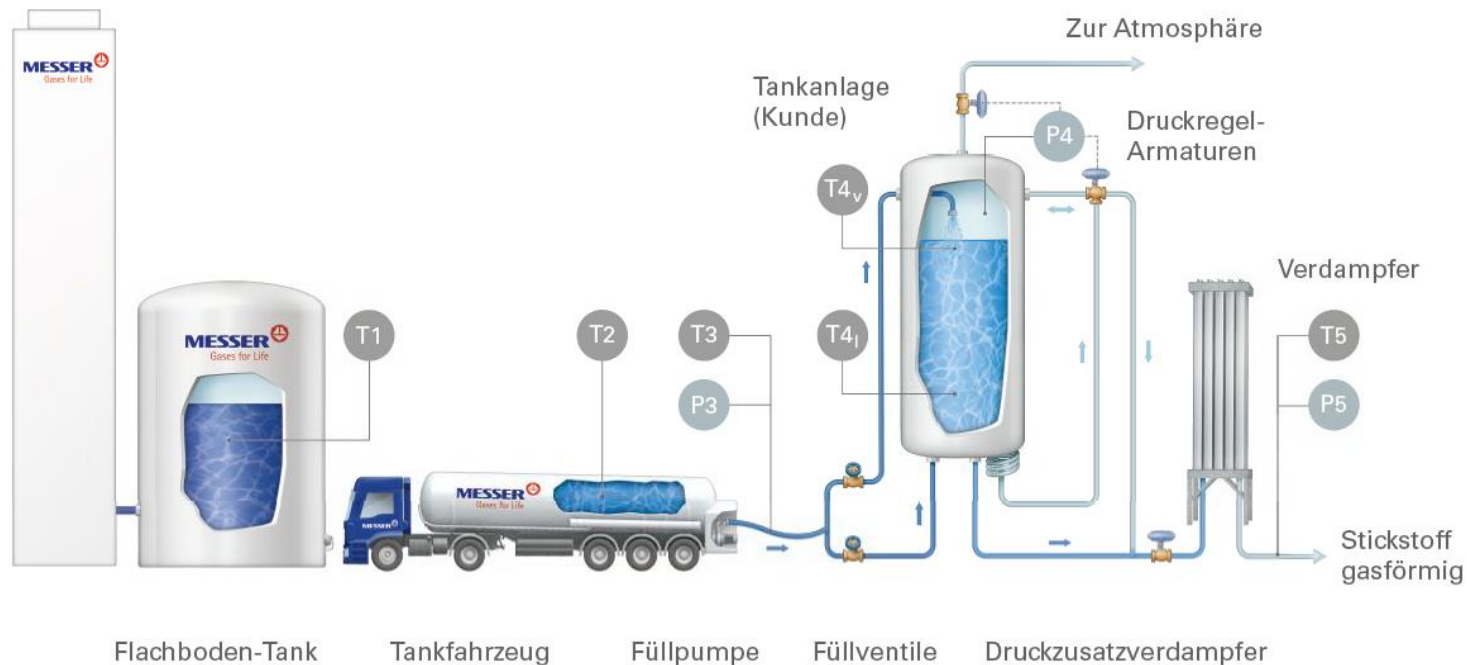 MESSER
Gases for Life
Zur Atmosphäre
Tankanlage
(Kunde)
P4
Druckregel-
Armaturen
T4v
Verdampfer
MESSER
Gases for Life
T1
T2
T3
T4l
T5
P3
P5
MESSER
Gases for Life
MESSER
Stickstoff
gasförmig
Flachboden-Tank
Tankfahrzeug
Füllpumpe
Füllventile
Druckzusatzverdampfer